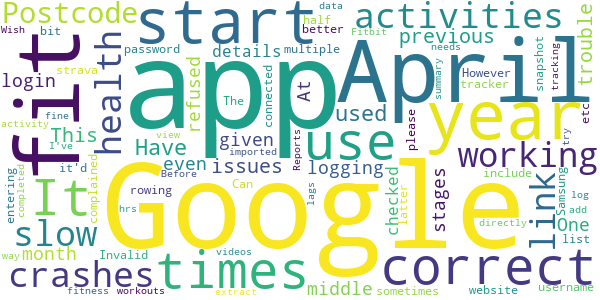 Postcode
fit
health
start
April
activities
Wish
bit
password
half
multiple
data
better
Fitbit
previous
needs
summary
snapshot
tracking
trouble
login
strava
details
refused
The
connected
At
used
However
tracker
app
year
This
activity
fine
I've
complained
it'd
Have
view
imported
Before
even
given
Reports
use
please
working
etc
try
It
issues
logging
entering
completed
rowing
Can
lags
checked
latter
stages
include
link
Samsung
log
add
One
directly
list
slow
month
Invalid
hrs
Google
crashes
times
correct
way
videos
middle
sometimes
website
username
fitness
workouts
extract